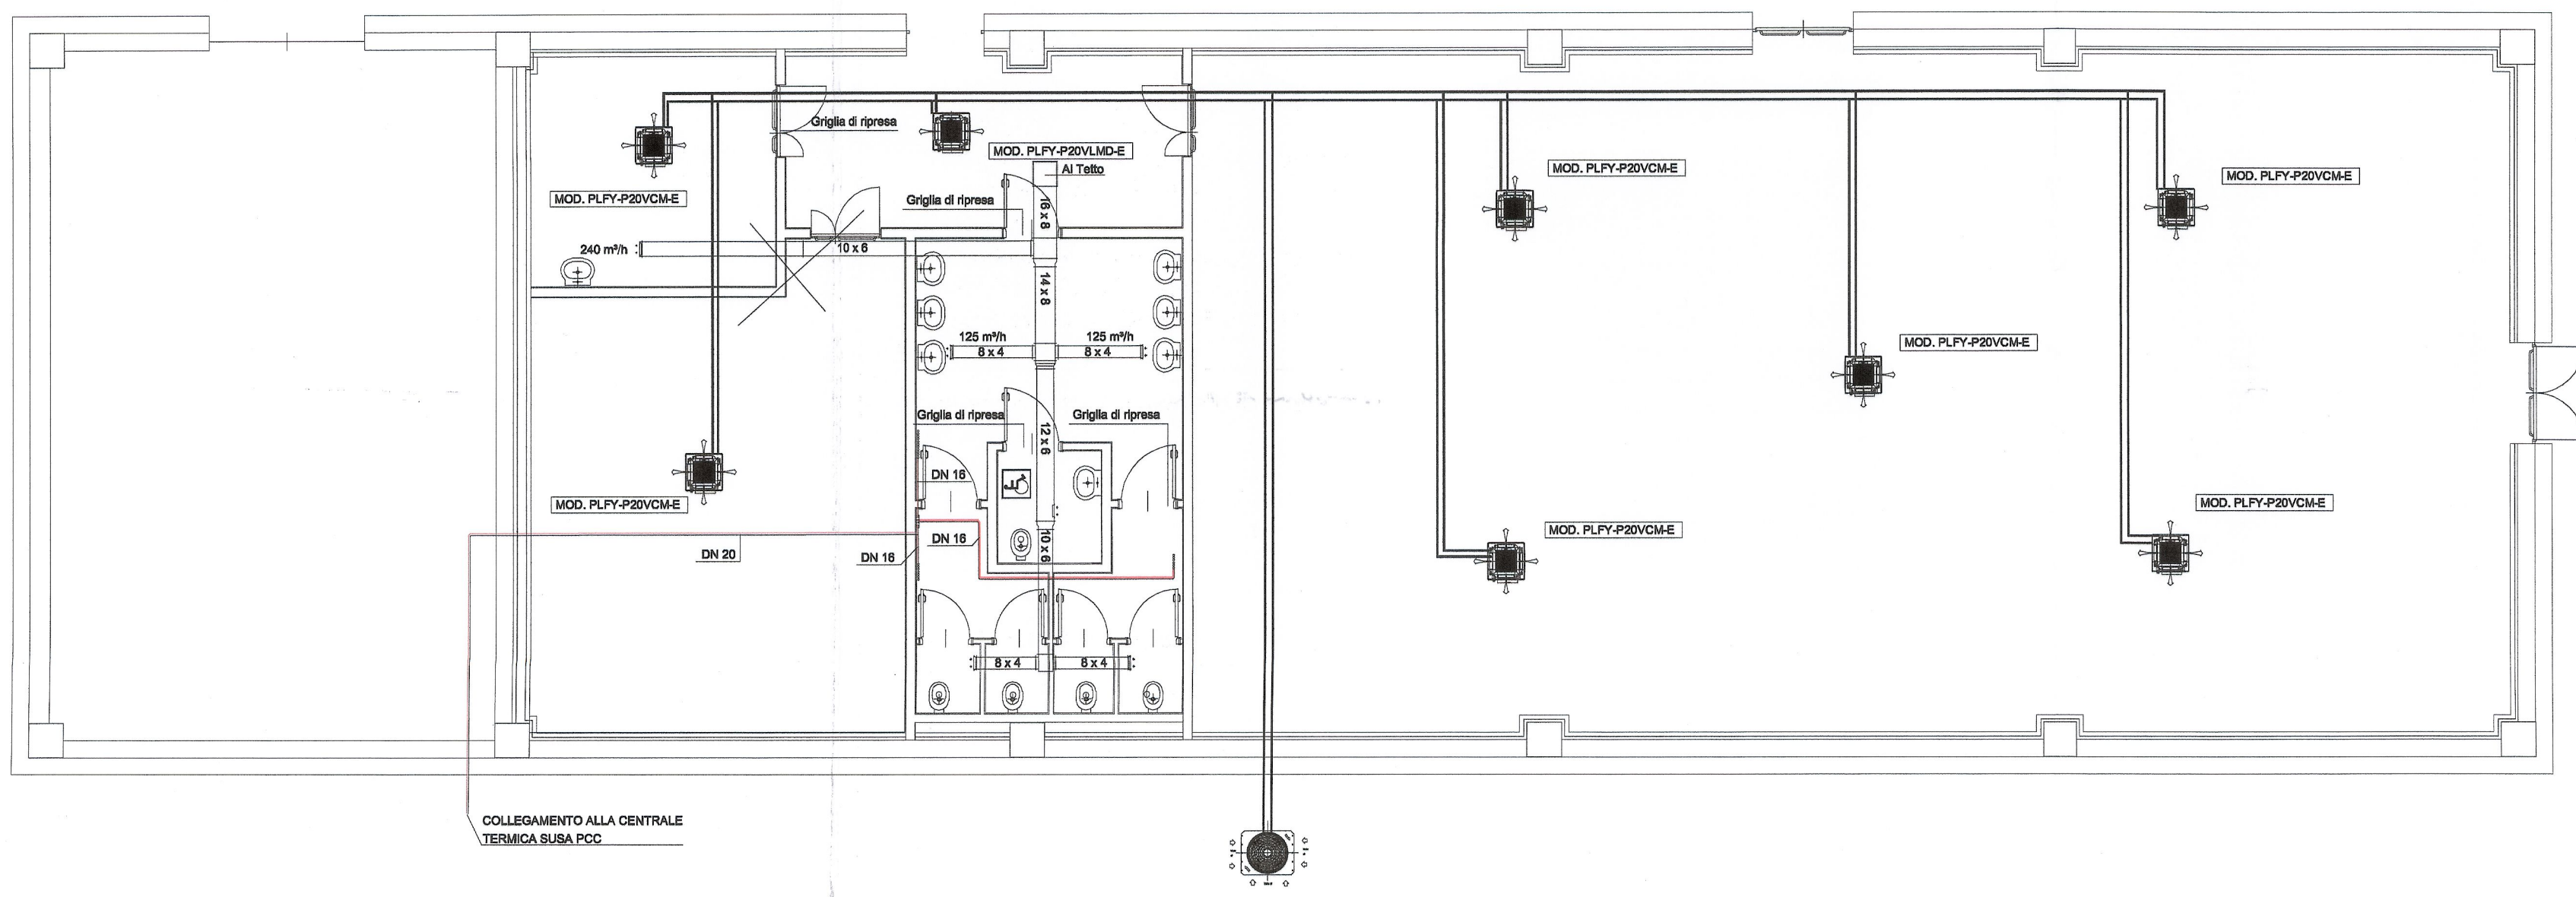 Griglia di ripresa
MOD. PLFY-P20VLMD-E
Al Tetto
MOD. PLFY-P20VCM-E
MOD. PLFY-P20VCM-E
MOD. PLFY-P20VCM-E
Griglia di ripresa
16 x 8
240 m³/h
10 x 6
14 x 8
125 m³/h
125 m³/h
8 x 4
8 x 4
MOD. PLFY-P20VCM-E
Griglia di ripresa
Griglia di ripresa
12 x 6
DN 16
MOD. PLFY-P20VCM-E
MOD. PLFY-P20VCM-E
MOD. PLFY-P20VCM-E
DN 20
DN 16
DN 16
10 x 6
8 x 4
8 x 4
COLLEGAMENTO ALLA CENTRALE
TERMICA SUSA PCC